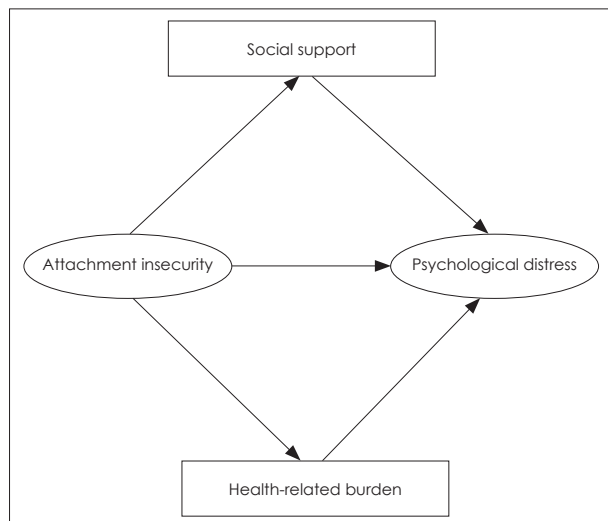 Social support
Attachment insecurity
Psychological distress
Health-related burden